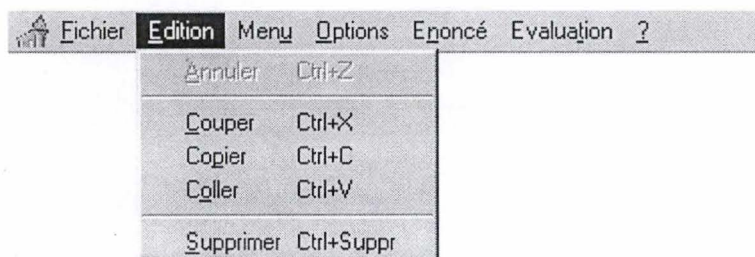 Fichier Edition Menu Options Enoncé Evaluation ?
Annuler Ctrl+Z
Couper Ctrl+X
Copier Ctrl+C
Coller Ctrl+V
Supprimer Ctrl+Suppr